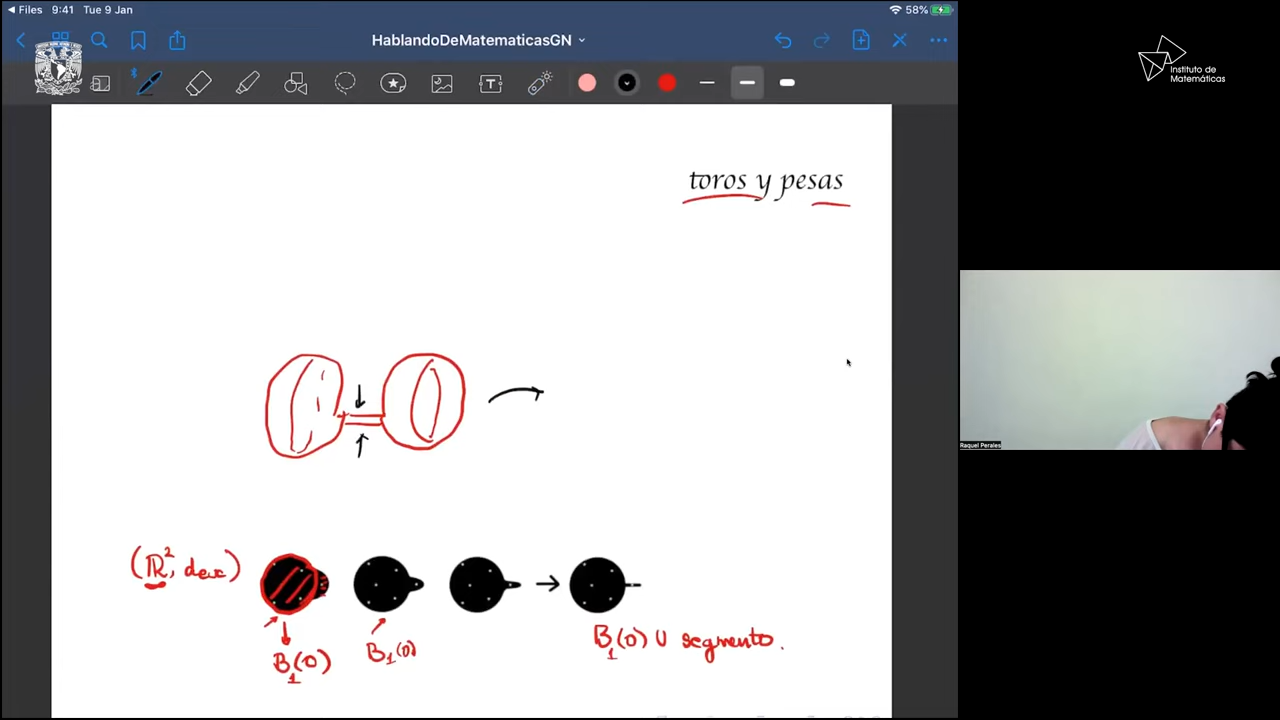 Files 9:41 Tue 9 Jan 58%
HablandoDeMatematicasGN
Instituto de
Matemáticas
T
toros y pesas
(ℝ², deuc)
B₁(0)
B₁(0)
B₁(0) U segmento.
Raquel Perales